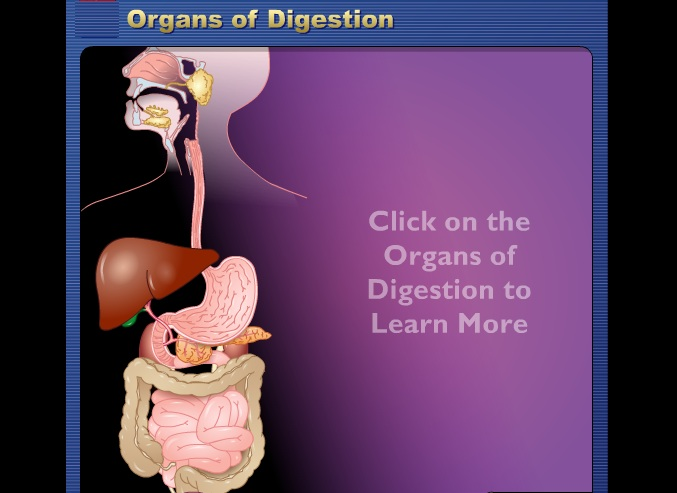 Organs of Digestion
Click on the
Organs of
Digestion to
Learn More